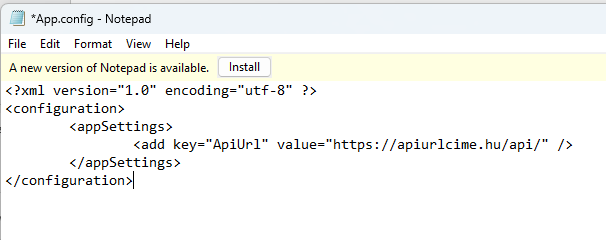 *App.config - Notepad
File Edit Format View Help
A new version of Notepad is available. Install
<?xml version="1.0" encoding="utf-8" ?>
<configuration>
<appSettings>
<add key="ApiUrl" value="https://apiurlcime.hu/api/" />
</appSettings>
</configuration>